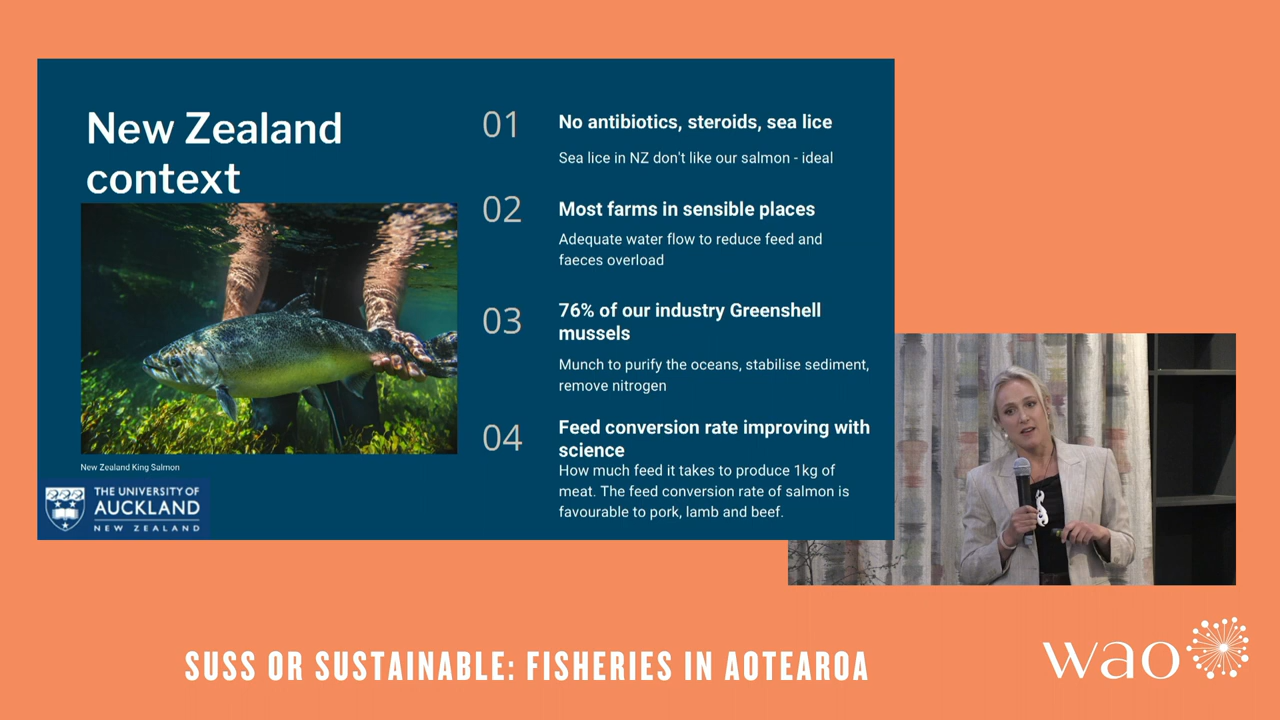 New Zealand
context
New Zealand King Salmon
THE UNIVERSITY OF
AUCKLAND
NEW ZEALAND
01
No antibiotics, steroids, sea lice
Sea lice in NZ don't like our salmon - ideal
02
Most farms in sensible places
Adequate water flow to reduce feed and
faeces overload
03
76% of our industry Greenshell
mussels
Munch to purify the oceans, stabilise sediment,
remove nitrogen
04
Feed conversion rate improving with
science
How much feed it takes to produce 1kg of
meat. The feed conversion rate of salmon is
favourable to pork, lamb and beef.
SUSS OR SUSTAINABLE: FISHERIES IN AOTEAROA
wao